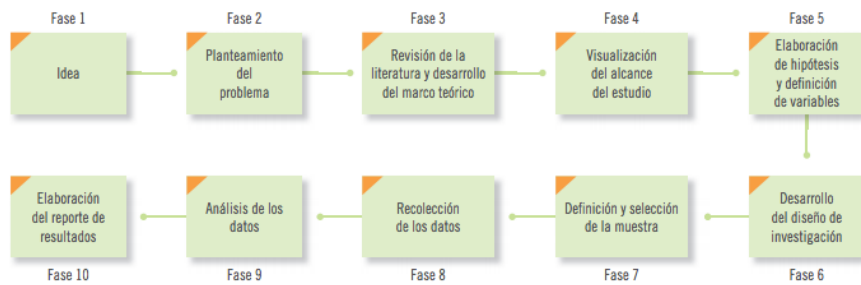 Fase 1
Idea
Fase 2
Planteamiento
del
problema
Fase 3
Revisión de la
literatura y desarrollo
del marco teórico
Fase 4
Visualización
del alcance
del estudio
Fase 5
Elaboración
de hipótesis
y definición
de variables
Desarrollo
del diseño de
investigación
Fase 6
Definición y selección
de la muestra
Fase 7
Recolección
de los datos
Fase 8
Análisis de los
datos
Fase 9
Elaboración
del reporte de
resultados
Fase 10